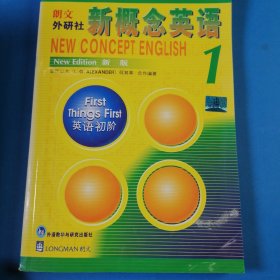 朗文
外研社
新概念英语
NEW CONCEPT ENGLISH
New Edition 新 版
1
ALEXANDER
First
Things First
英语初阶
外语教学与研究出版社
LONGMAN 朗文